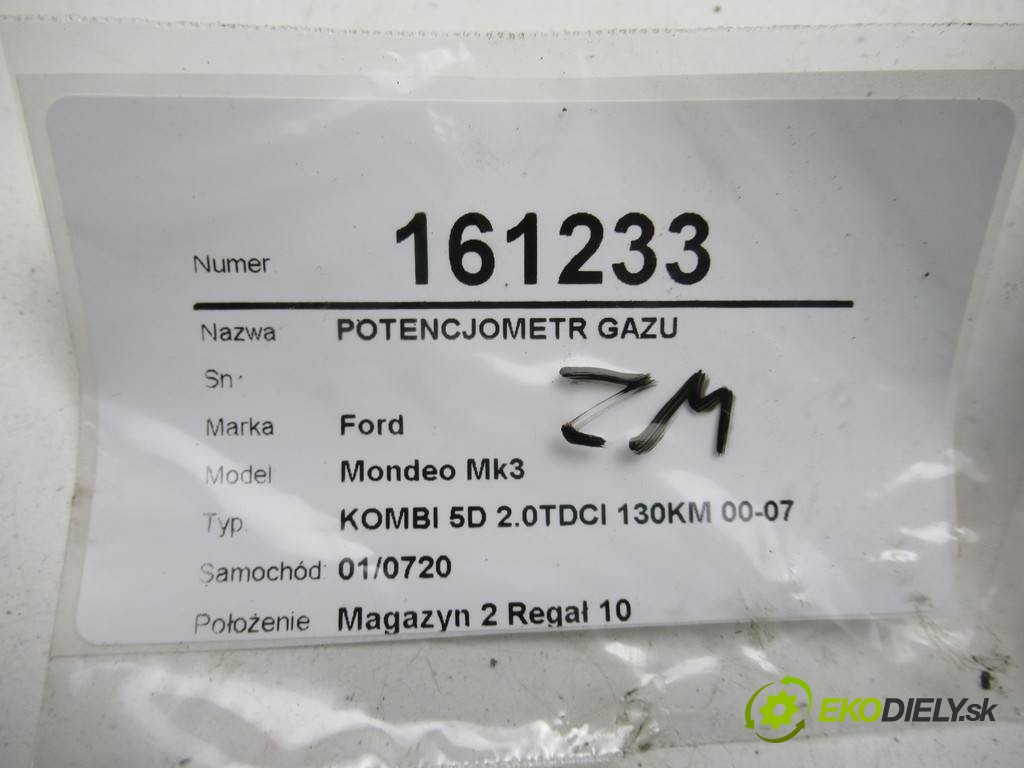 Numer 161233
Nazwa POTENCJOMETR GAZU
Sn:
ZM
Marka Ford
Model Mondeo Mk3
Typ: KOMBI 5D 2.0TDCI 130KM 00-07
Samochód: 01/0720
Położenie Magazyn 2 Regał 10
EKODIELY.sk